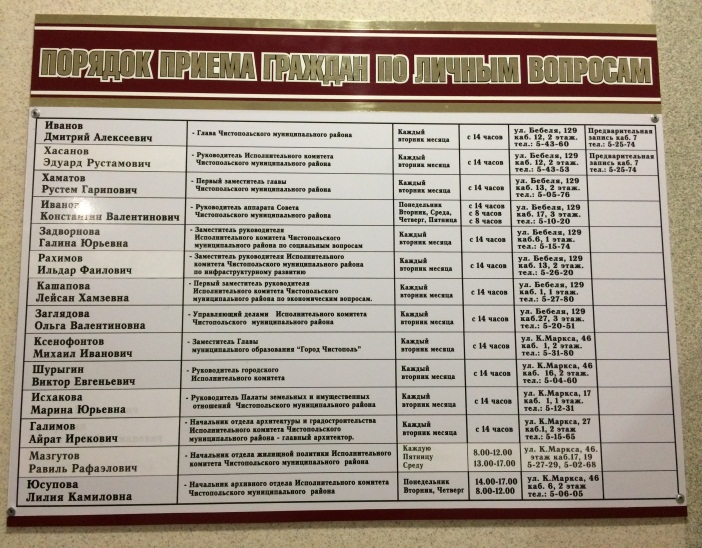 ПОРЯДОК ПРИЕМА ГРАЖДАН ПО ЛИЧНЫМ ВОПРОСАМ
Иванов
Дмитрий Алексеевич
- Глава Чистопольского муниципального района
Каждый
вторник месяца
с 14 часов
ул. Бебеля, 129
каб. 12, 2 этаж.
тел.: 5-43-60
Предварительная
запись каб. 7
тел.: 5-25-74
Хасанов
Эдуард Рустамович
- Руководитель Исполнительного комитета
Чистопольского муниципального района
Каждый
вторник месяца
с 14 часов
ул. Бебеля, 129
каб. 12, 2 этаж.
тел.: 5-43-53
Предварительная
запись каб. 7
тел.: 5-25-74
Хаматов
Рустем Гарипович
- Первый заместитель главы
Чистопольского муниципального района
Каждый
вторник месяца
с 14 часов
ул. Бебеля, 129
каб. 13, 2 этаж.
тел.: 5-05-76
Иванов
Константин Валентинович
- Руководитель аппарата Совета
Чистопольского муниципального района
Понедельник
Вторник, Среда,
Четверг, Пятница
с 14 часов
с 8 часов
с 8 часов
ул. Бебеля, 129
каб. 17, 3 этаж.
тел.: 5-10-20
Задворнова
Галина Юрьевна
- Заместитель руководителя
Исполнительного комитета Чистопольского
муниципального района по социальным вопросам
Каждый
вторник месяца
с 14 часов
ул. Бебеля, 129
каб.6, 1 этаж.
тел.: 5-15-74
Рахимов
Ильдар Фаилович
- Заместитель руководителя Исполнительного
комитета Чистопольского муниципального района
по инфраструктурному развитию
Каждый
вторник месяца
с 14 часов
ул. Бебеля, 129
каб. 13, 2 этаж.
тел.: 5-26-20
Кашапова
Лейсан Хамзевна
- Первый заместитель руководителя
Исполнительного комитета Чистопольского
муниципального района по экономическим вопросам.
Каждый
вторник месяца
с 14 часов
ул. Бебеля, 129
каб. 1, 1 этаж.
тел.: 5-27-80
Заглядова
Ольга Валентиновна
- Управляющий делами Исполнительного комитета
Чистопольского муниципального района
Каждый
вторник месяца
с 14 часов
ул. Бебеля, 129
каб.27, 3 этаж.
тел.: 5-20-51
Ксенофонтов
Михаил Иванович
- Заместитель Главы
муниципального образования "Город Чистополь"
Каждый
вторник месяца
с 14 часов
ул. К.Маркса, 46
каб. 1, 2 этаж.
тел.: 5-31-80
Шурыгин
Виктор Евгеньевич
- Руководитель городского
Исполнительного комитета
Каждый
вторник месяца
с 14 часов
ул. К.Маркса, 46
каб. 16, 2 этаж.
тел.: 5-04-60
Исхакова
Марина Юрьевна
- Руководитель Палаты земельных и имущественных
отношений Чистопольского муниципального района
Каждый
вторник месяца
с 14 часов
ул. К.Маркса, 17
каб. 1, 1 этаж.
тел.: 5-12-31
Галимов
Айрат Ирекович
- Начальник отдела архитектуры и градостроительства
Исполнительного комитета Чистопольского
муниципального района - главный архитектор.
Каждый
вторник месяца
с 14 часов
ул. К.Маркса, 27
каб.1, 2 этаж
тел.: 5-15-65
Мазгутов
Равиль Рафаэлович
- Начальник отдела жилищной политики Исполнительного
комитета Чистопольского муниципального района
Каждую
Пятницу
Среду
8.00-12.00
13.00-17.00
ул. К.Маркса, 46.
этаж каб.17, 19
5-27-29, 5-02-68
Юсупова
Лилия Камиловна
- Начальник архивного отдела Исполнительного комитета
Чистопольского муниципального района
Понедельник
Вторник, Четверг
14.00-17.00
8.00-12.00
ул. К.Маркса, 46
каб. 6, 2 этаж
тел.: 5-06-05